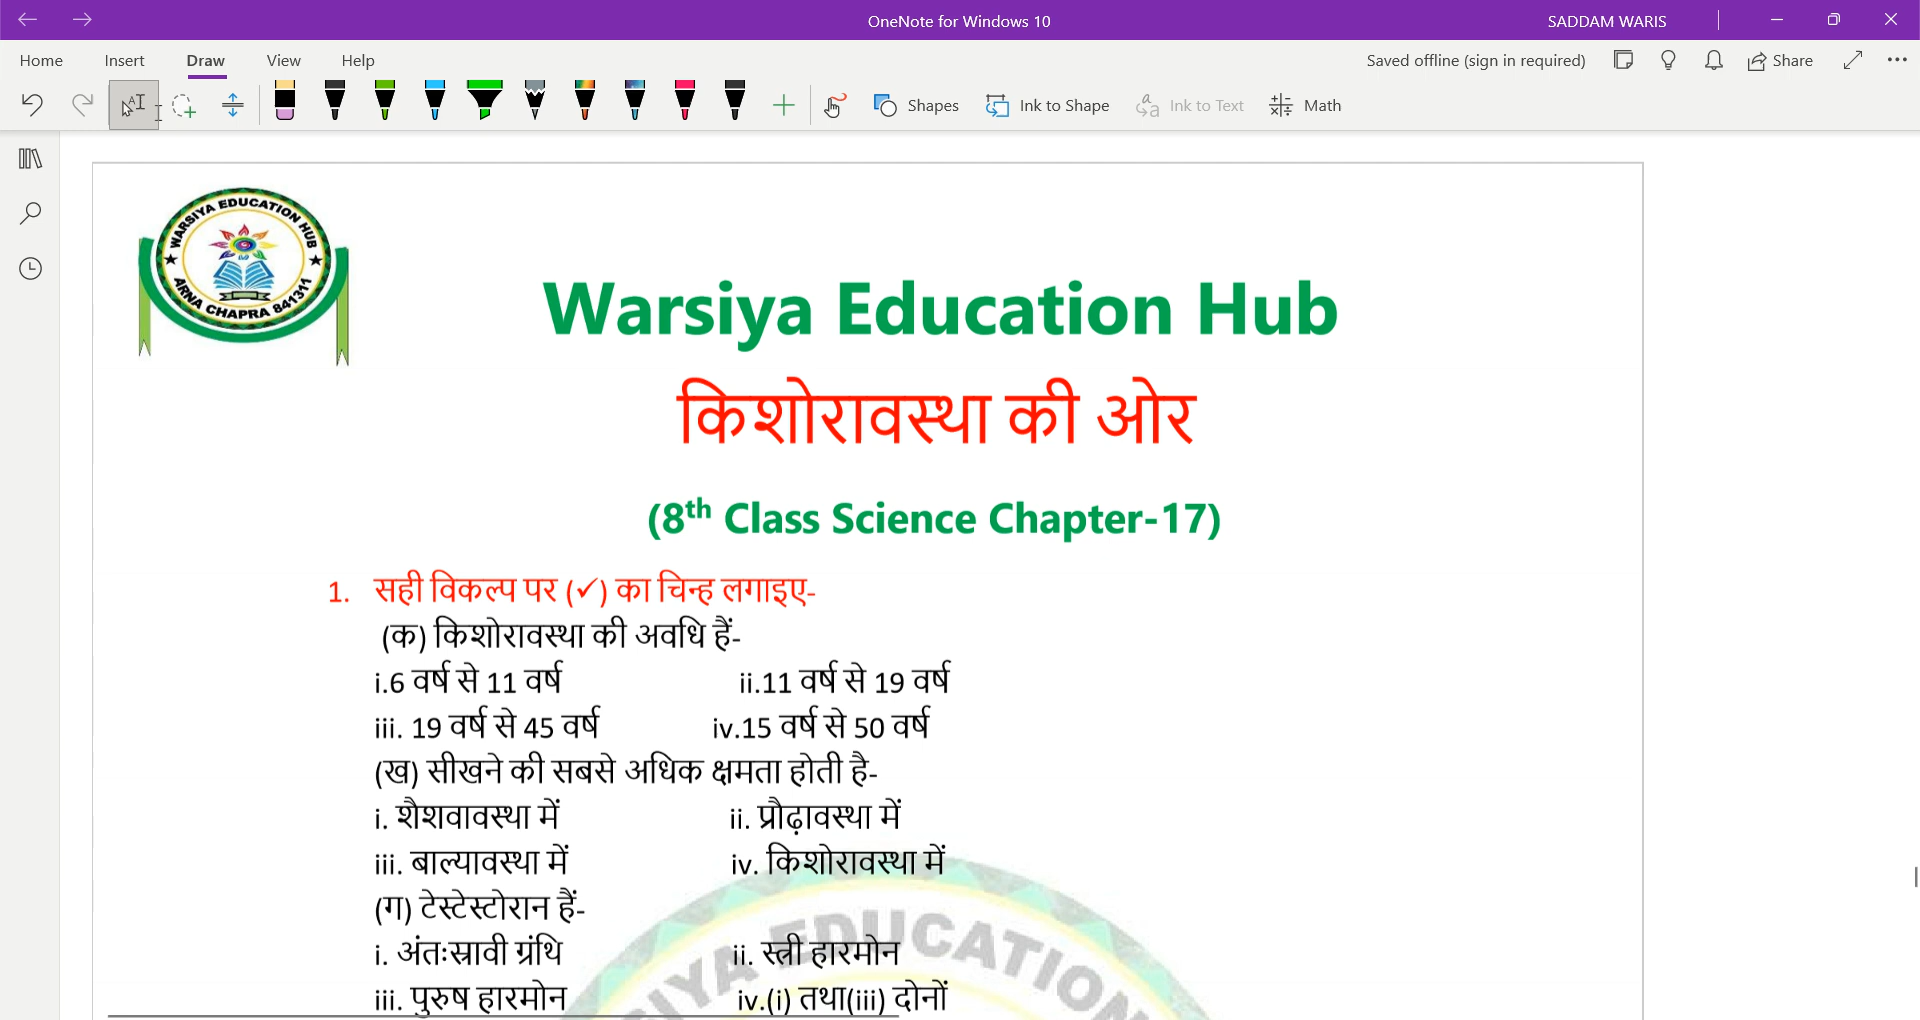 OneNote for Windows 10
SADDAM WARIS
Home Insert Draw View Help
Saved offline (sign in required) Share
Shapes Ink to Shape Ink to Text Math
WARSIYA EDUCATION HUB
ARNA CHAPRA 841311
Warsiya Education Hub
किशोरावस्था की ओर
(8th Class Science Chapter-17)
1. सही विकल्प पर (✓) का चिन्ह लगाइए-
(क) किशोरावस्था की अवधि हैं-
i.6 वर्ष से 11 वर्ष ii.11 वर्ष से 19 वर्ष
iii. 19 वर्ष से 45 वर्ष iv.15 वर्ष से 50 वर्ष
(ख) सीखने की सबसे अधिक क्षमता होती है-
i. शैशवावस्था में ii. प्रौढ़ावस्था में
iii. बाल्यावस्था में iv. किशोरावस्था में
(ग) टेस्टेस्टोरान हैं-
i. अंतःस्रावी ग्रंथि ii. स्त्री हारमोन
iii. पुरुष हारमोन iv.(i) तथा(iii) दोनों
SIYA EDUCATION